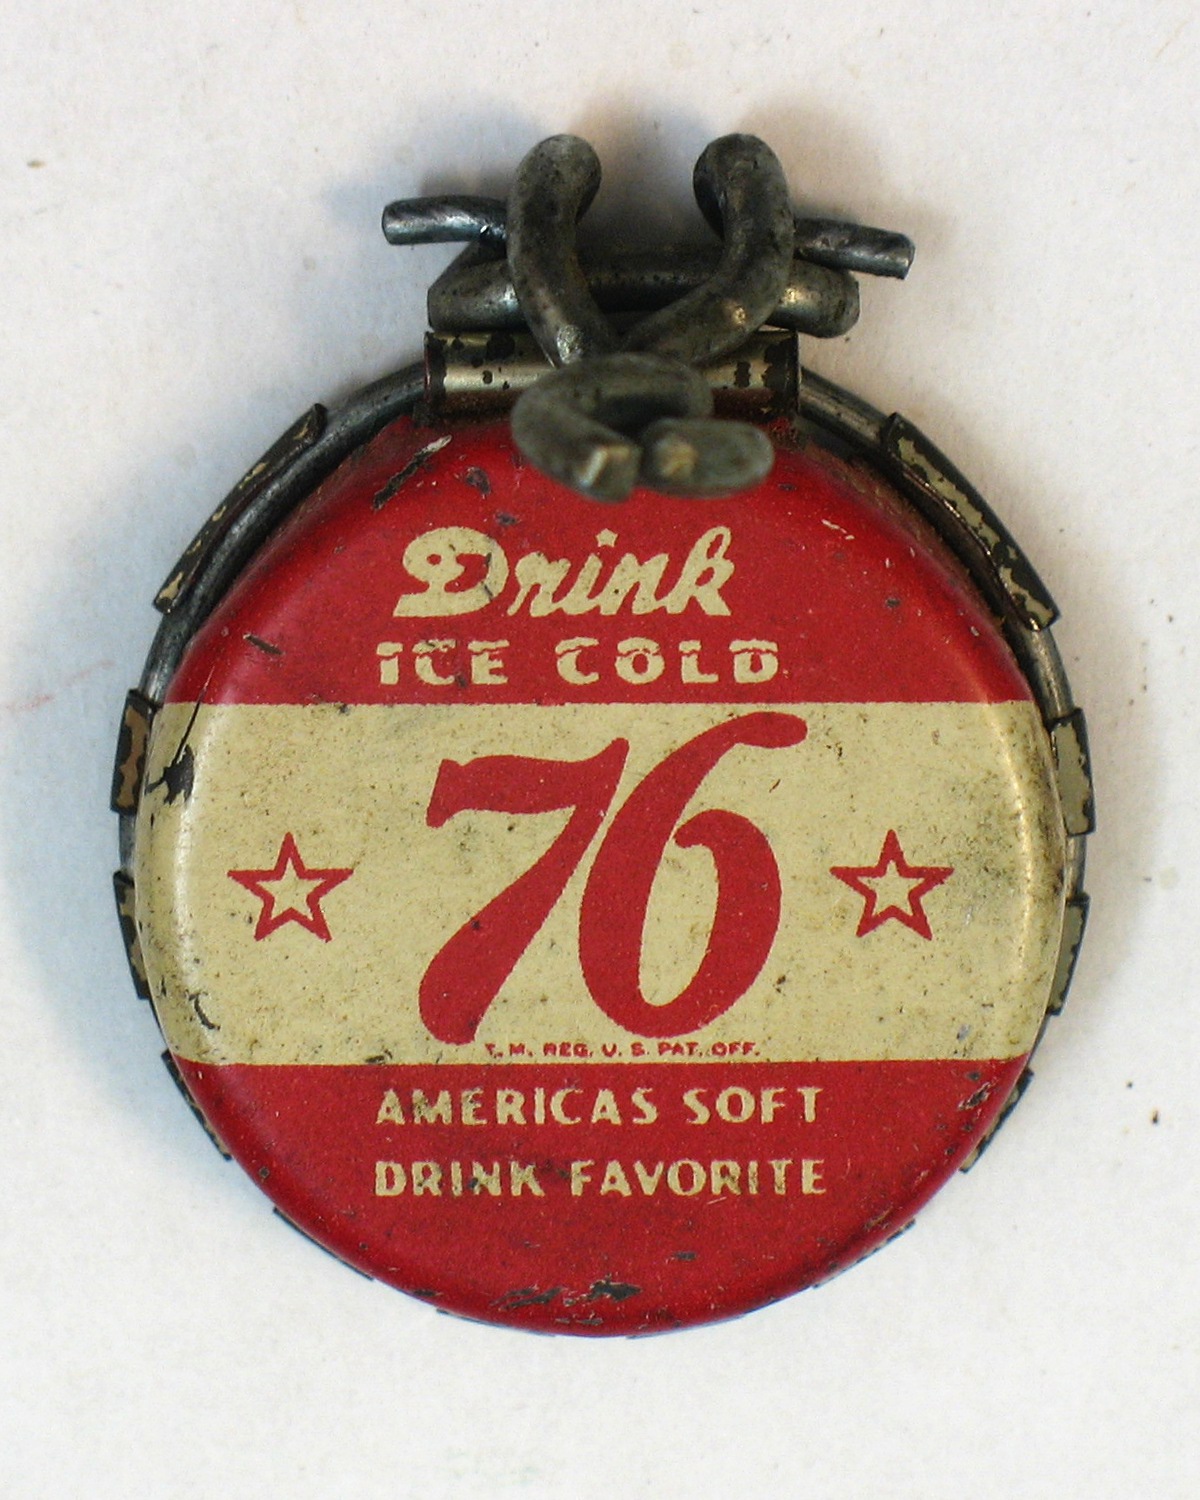 Drink
ICE COLD
76
T. M. REG. U. S. PAT. OFF.
AMERICAS SOFT
DRINK FAVORITE